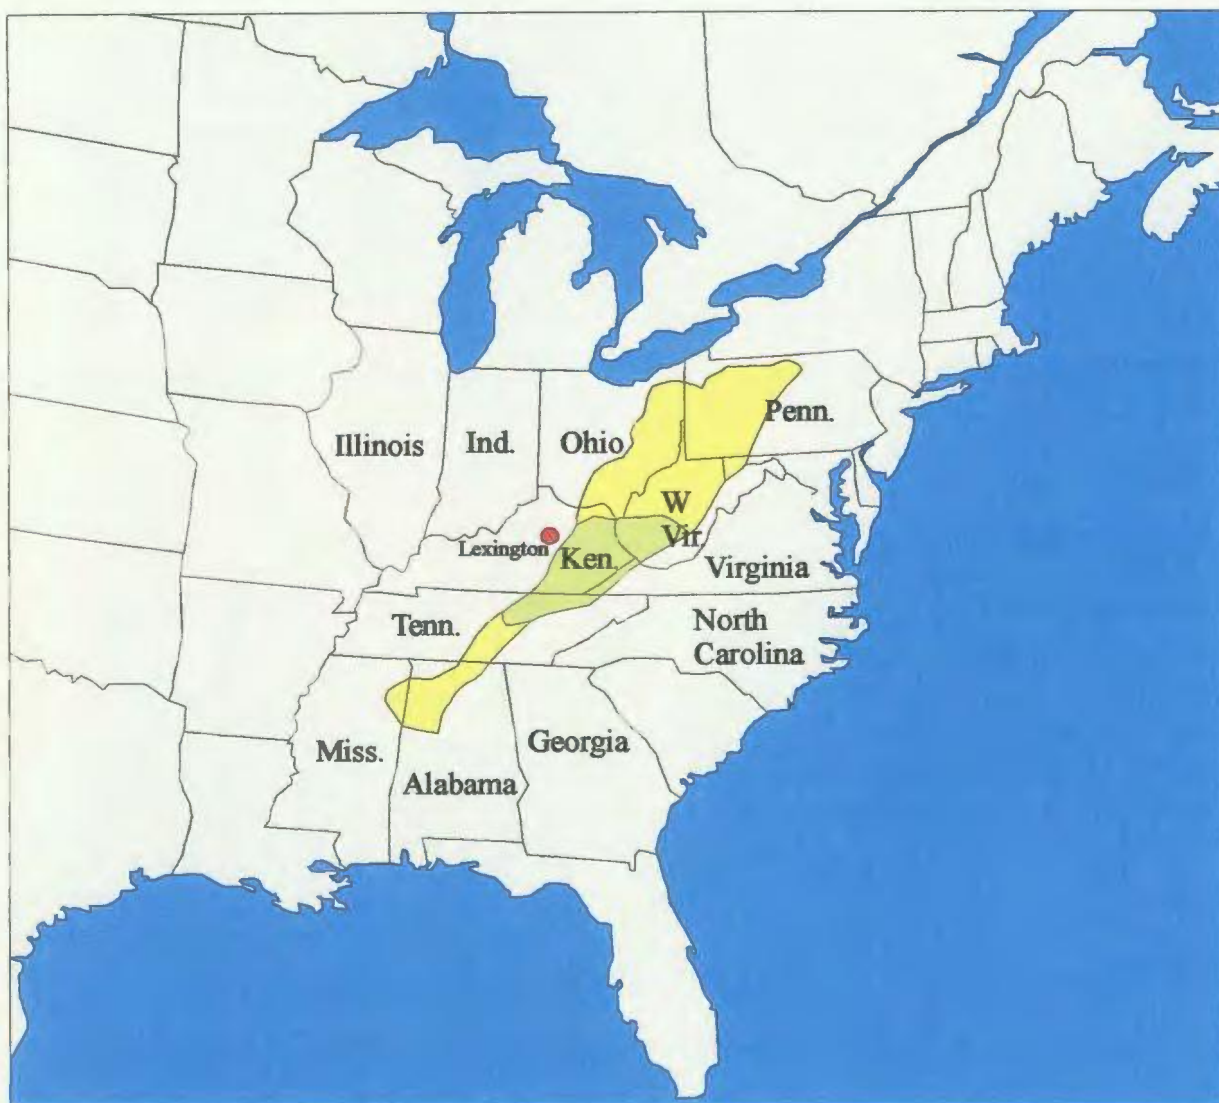 Penn.
Illinois
Ind.
Ohio
W
Vir.
Lexington
Ken.
Virginia
Tenn.
North
Carolina
Miss.
Georgia
Alabama